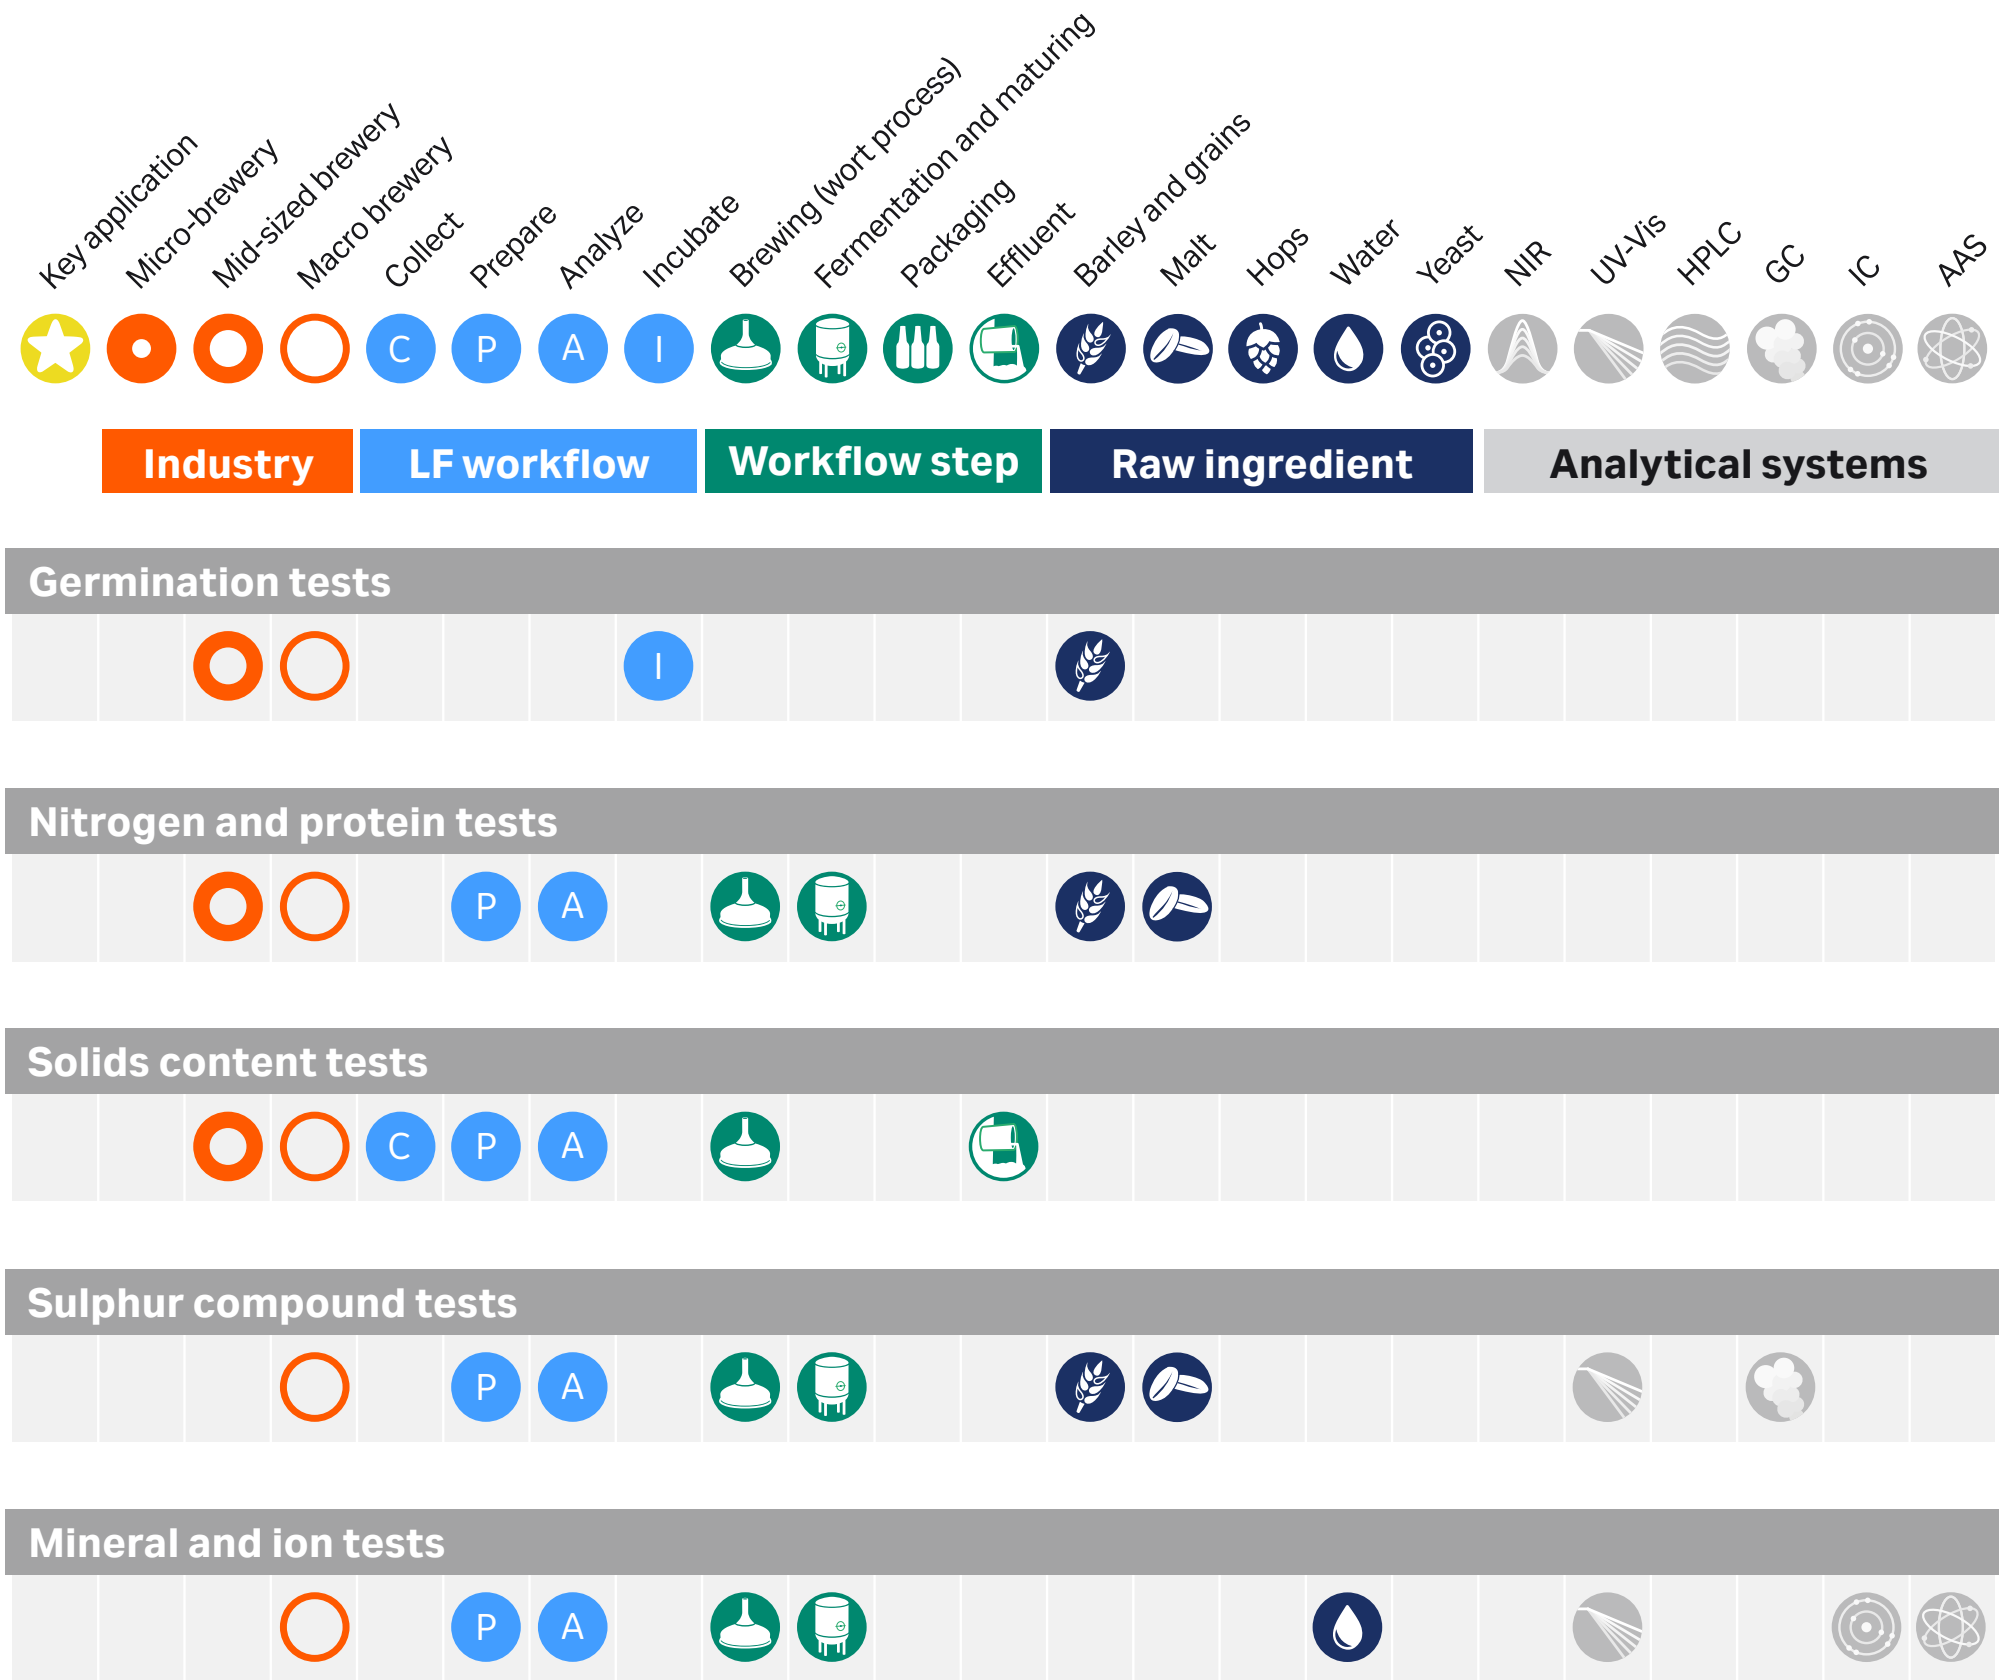 Key application
Micro-brewery
Mid-sized brewery
Macro brewery
Collect
Prepare
Analyze
Incubate
Brewing (wort process)
Fermentation and maturing
Packaging
Effluent
Barley and grains
Malt
Hops
Water
Yeast
NIR
UV-Vis
HPLC
GC
IC
AAS
C P A I
Industry LF workflow Workflow step Raw ingredient Analytical systems
Germination tests
I
Nitrogen and protein tests
P A
Solids content tests
C P A
Sulphur compound tests
P A
Mineral and ion tests
P A